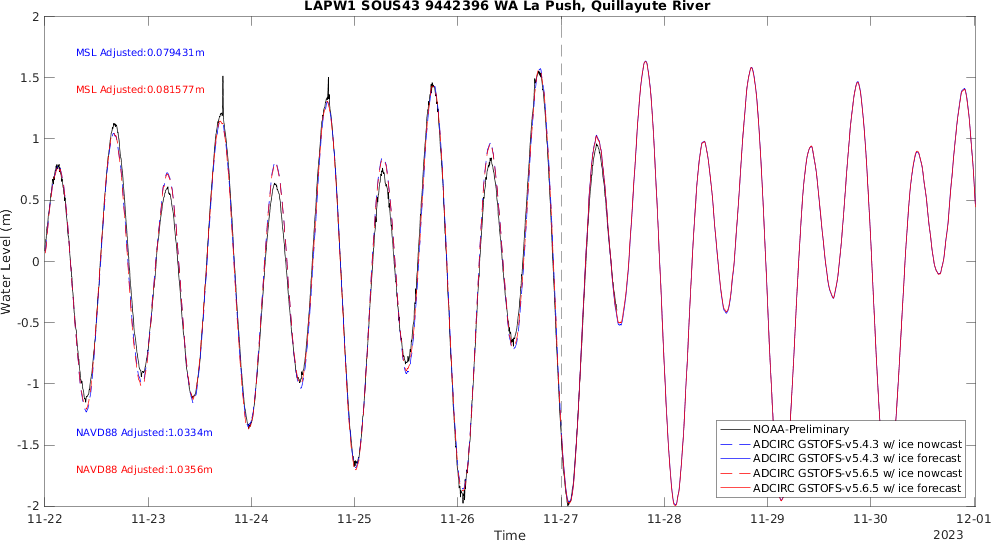 LAPW1 SOUS43 9442396 WA La Push, Quillayute River
2
1.5
1
0.5
0
-0.5
-1
-1.5
-2
Water Level (m)
MSL Adjusted:0.079431m
MSL Adjusted:0.081577m
NAVD88 Adjusted:1.0334m
NAVD88 Adjusted:1.0356m
NOAA-Preliminary
ADCIRC GSTOFS-v5.4.3 w/ ice nowcast
ADCIRC GSTOFS-v5.4.3 w/ ice forecast
ADCIRC GSTOFS-v5.6.5 w/ ice nowcast
ADCIRC GSTOFS-v5.6.5 w/ ice forecast
11-22 11-23 11-24 11-25 11-26 11-27 11-28 11-29 11-30 12-01
Time
2023